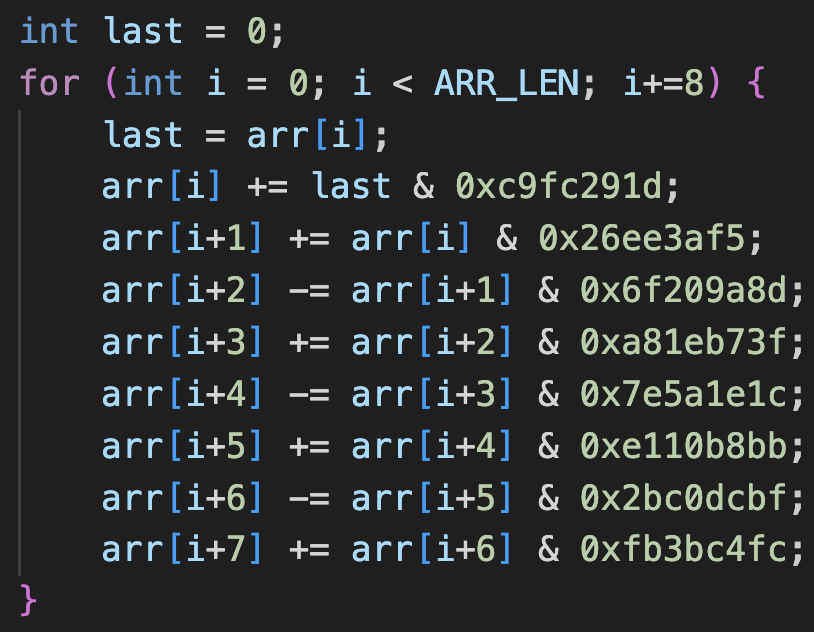 int last = 0;
for (int i = 0; i < ARR_LEN; i+=8) {
    last = arr[i];
    arr[i] += last & 0xc9fc291d;
    arr[i+1] += arr[i] & 0x26ee3af5;
    arr[i+2] -= arr[i+1] & 0x6f209a8d;
    arr[i+3] += arr[i+2] & 0xa81eb73f;
    arr[i+4] -= arr[i+3] & 0x7e5a1e1c;
    arr[i+5] += arr[i+4] & 0xe110b8bb;
    arr[i+6] -= arr[i+5] & 0x2bc0dcbf;
    arr[i+7] += arr[i+6] & 0xfb3bc4fc;
}